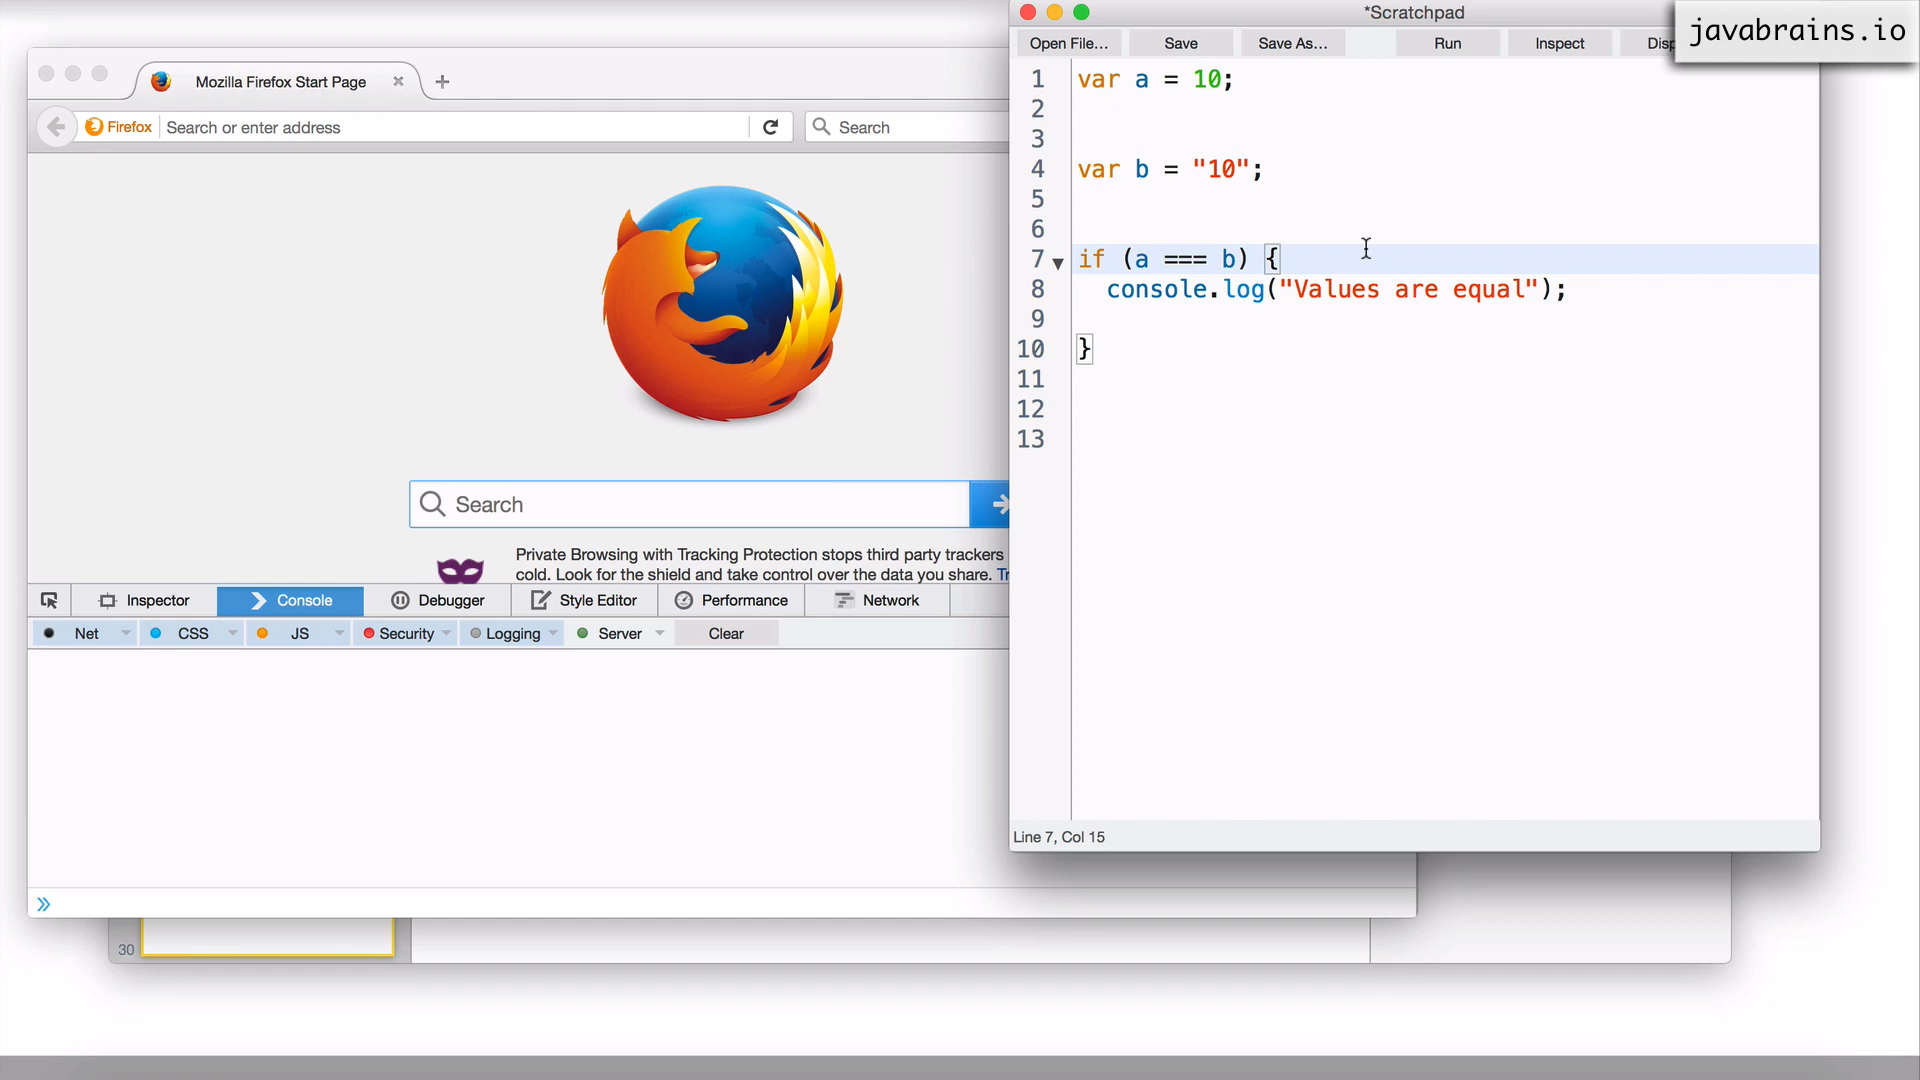 *Scratchpad
javabrains.io
Open File...
Save
Save As...
Run
Inspect
Mozilla Firefox Start Page
Firefox
Search or enter address
Search
1 var a = 10;
2
3
4 var b = "10";
5
6
7 if (a === b) {
8 console.log("Values are equal");
9
10 }
11
12
13
Search
Private Browsing with Tracking Protection stops third party trackers
cold. Look for the shield and take control over the data you share.
Inspector
Console
Debugger
Style Editor
Performance
Network
Net
CSS
JS
Security
Logging
Server
Clear
Line 7, Col 15
30